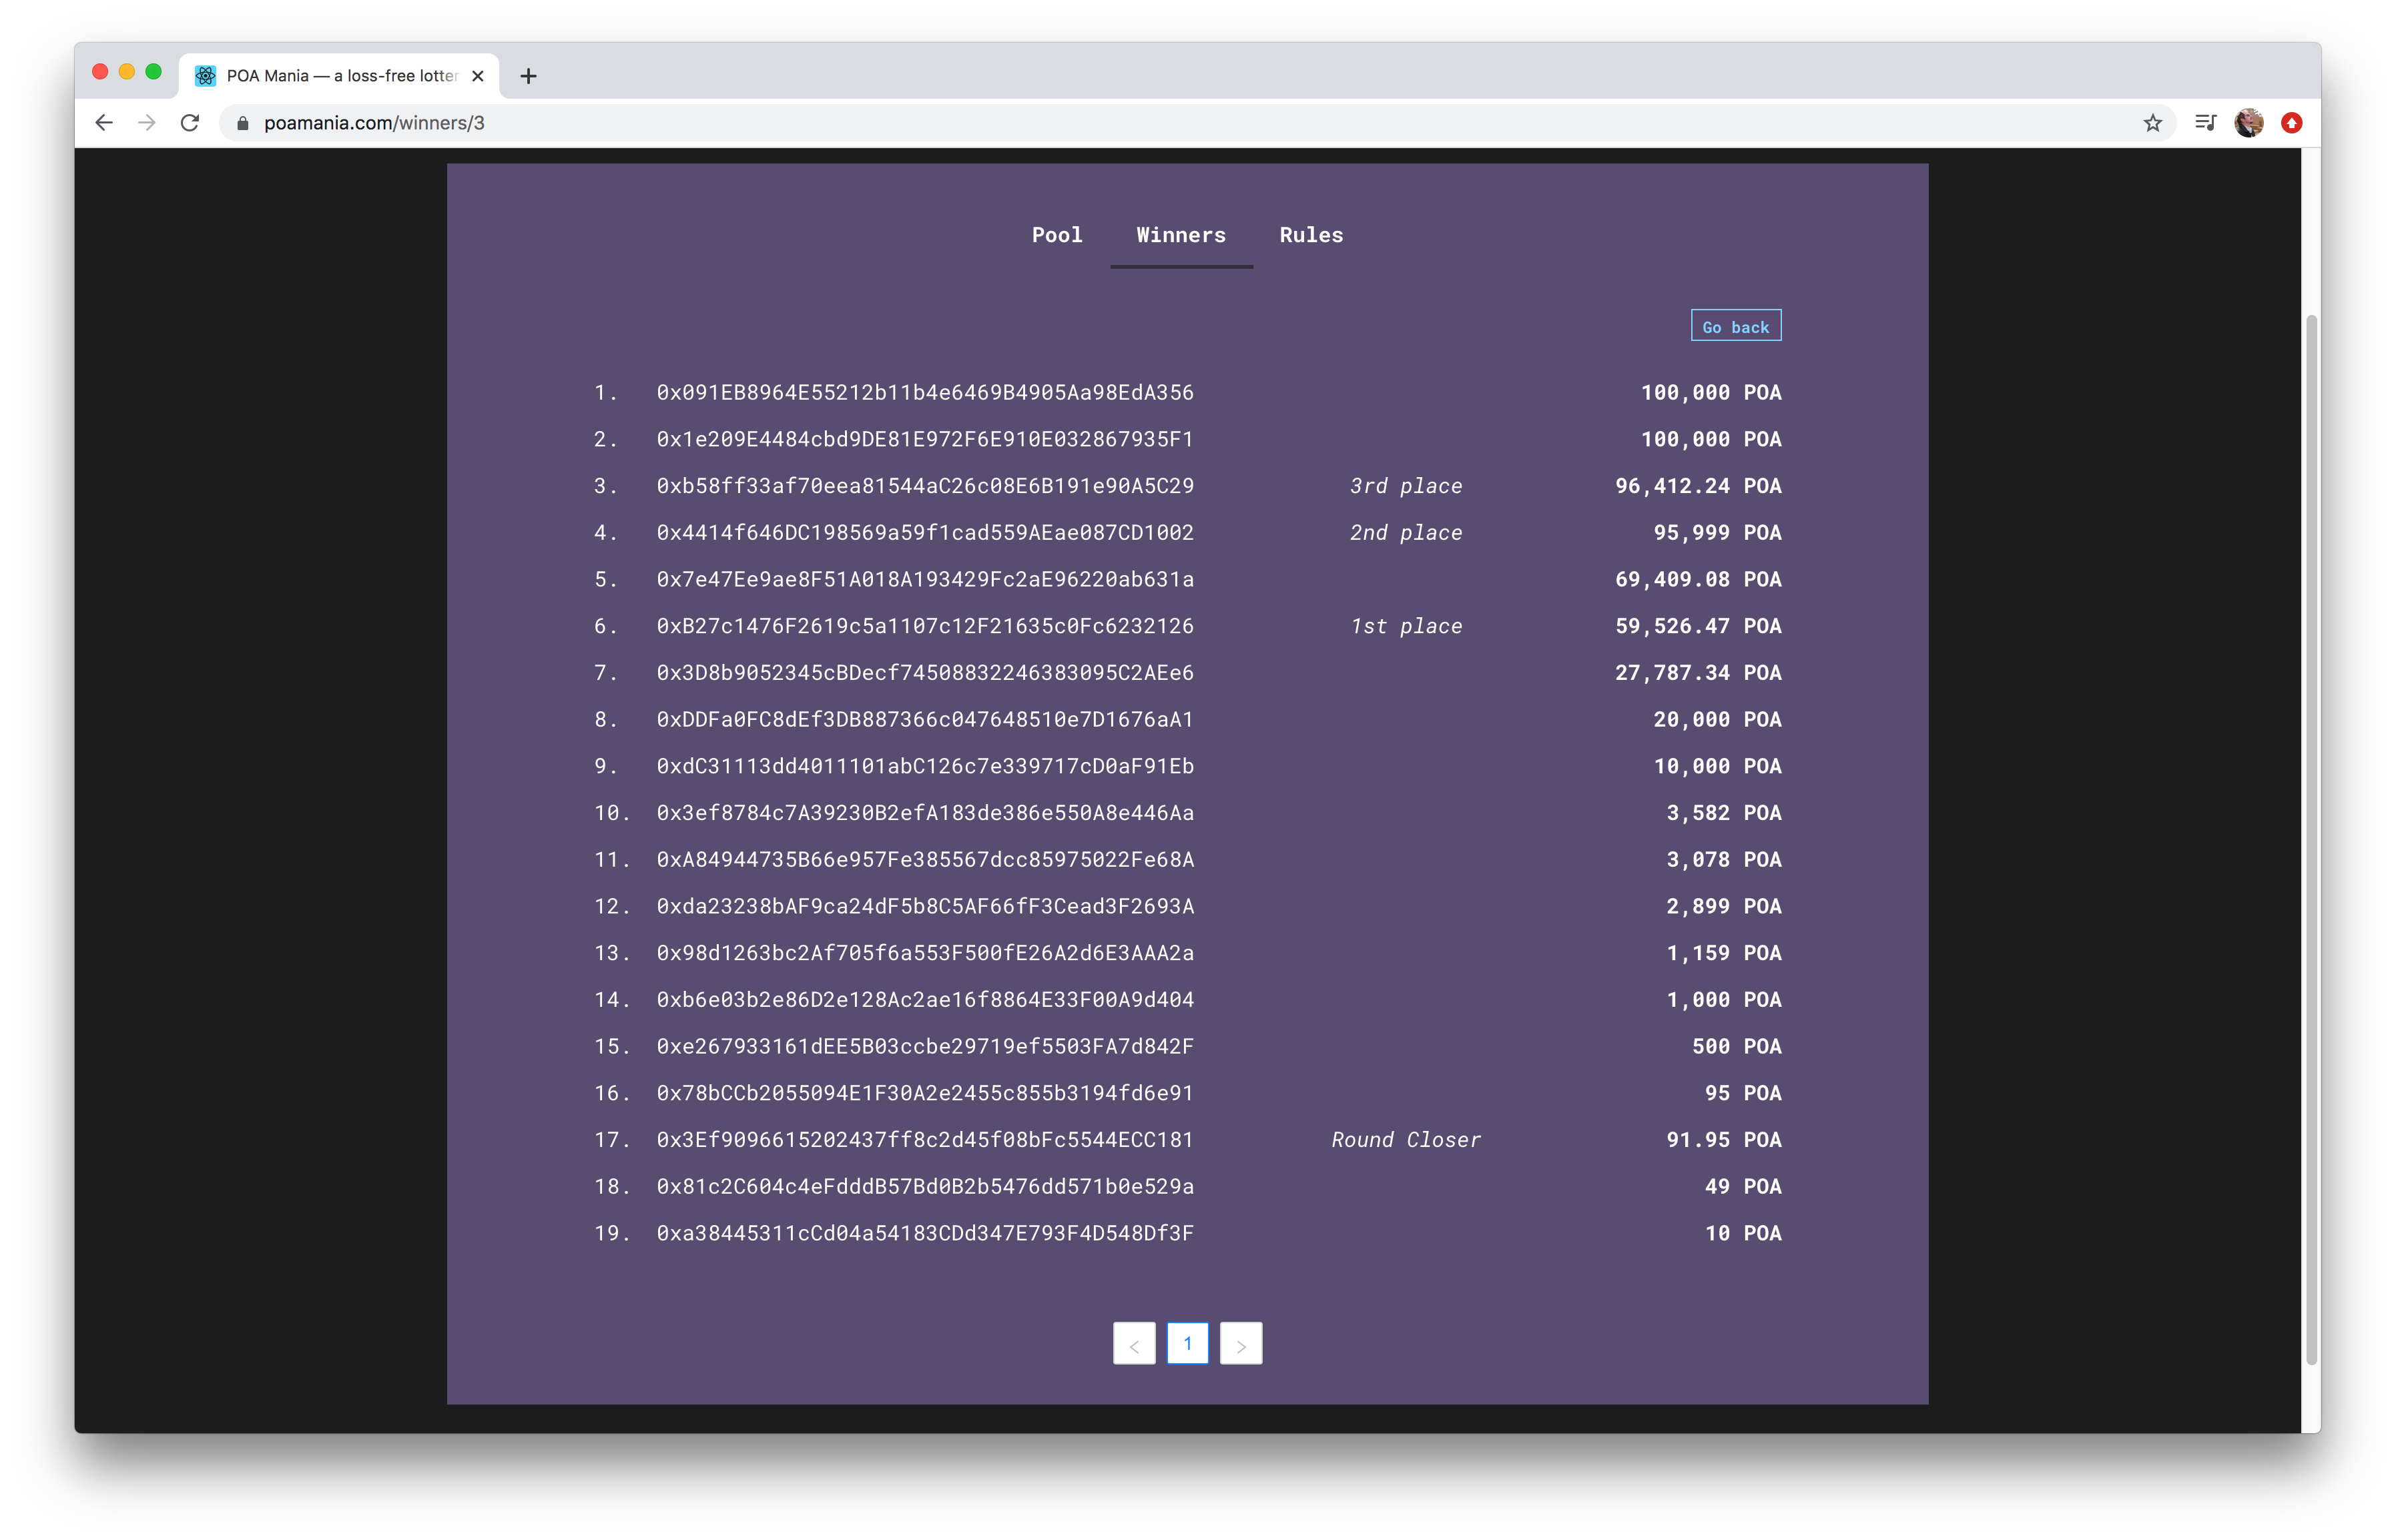 POA Mania — a loss-free lotter
poamania.com/winners/3
Pool Winners Rules
Go back
1. 0x091EB8964E55212b11b4e6469B4905Aa98EdA356 100,000 POA
2. 0x1e209E4484cbd9DE81E972F6E910E032867935F1 100,000 POA
3. 0xb58ff33af70eea81544aC26c08E6B191e90A5C29 3rd place 96,412.24 POA
4. 0x4414f646DC198569a59f1cad559AEae087CD1002 2nd place 95,999 POA
5. 0x7e47Ee9ae8F51A018A193429Fc2aE96220ab631a 69,409.08 POA
6. 0xB27c1476F2619c5a1107c12F21635c0Fc6232126 1st place 59,526.47 POA
7. 0x3D8b9052345cBDecf74508832246383095C2AEe6 27,787.34 POA
8. 0xDDFa0FC8dEf3DB887366c047648510e7D1676aA1 20,000 POA
9. 0xdC31113dd4011101abC126c7e339717cD0aF91Eb 10,000 POA
10. 0x3ef8784c7A39230B2efA183de386e550A8e446Aa 3,582 POA
11. 0xA84944735B66e957Fe385567dcc85975022Fe68A 3,078 POA
12. 0xda23238bAF9ca24dF5b8C5AF66fF3Cead3F2693A 2,899 POA
13. 0x98d1263bc2Af705f6a553F500fE26A2d6E3AAA2a 1,159 POA
14. 0xb6e03b2e86D2e128Ac2ae16f8864E33F00A9d404 1,000 POA
15. 0xe267933161dEE5B03ccbe29719ef5503FA7d842F 500 POA
16. 0x78bCCb2055094E1F30A2e2455c855b3194fd6e91 95 POA
17. 0x3Ef9096615202437ff8c2d45f08bFc5544ECC181 Round Closer 91.95 POA
18. 0x81c2C604c4eFdddB57Bd0B2b5476dd571b0e529a 49 POA
19. 0xa38445311cCd04a54183CDd347E793F4D548Df3F 10 POA
< 1 >